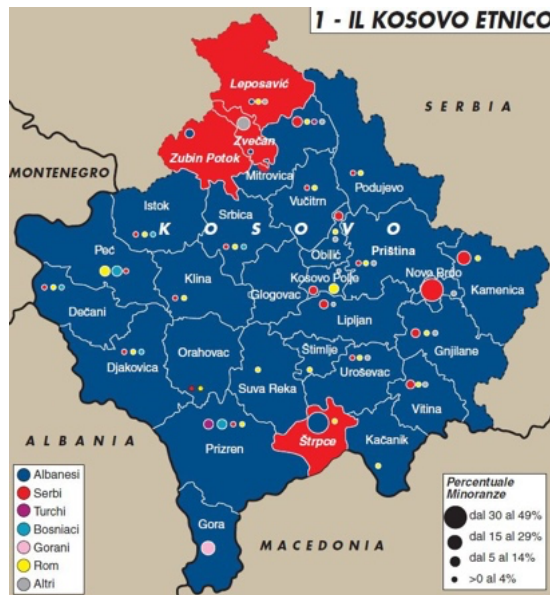 1 - IL KOSOVO ETNICO
Leposavić
SERBIA
Zvečan
Zubin Potok
MONTENEGRO
Mitrovica
Podujevo
Istok
Srbica
Vučitrn
KOSOVO
Peć
Obilić
Priština
Klina
Kosovo Polje
Novo Brdo
Glogovac
Kamenica
Dečani
Lipljan
Gnjilane
Djakovica
Orahovac
Štimlje
Suva Reka
Uroševac
Vitina
ALBANIA
Prizren
Štrpce
Kačanik
Gora
MACEDONIA
Albanesi
Serbi
Turchi
Bosniaci
Gorani
Rom
Altri
Percentuale
Minoranze
dal 30 al 49%
dal 15 al 29%
dal 5 al 14%
>0 al 4%